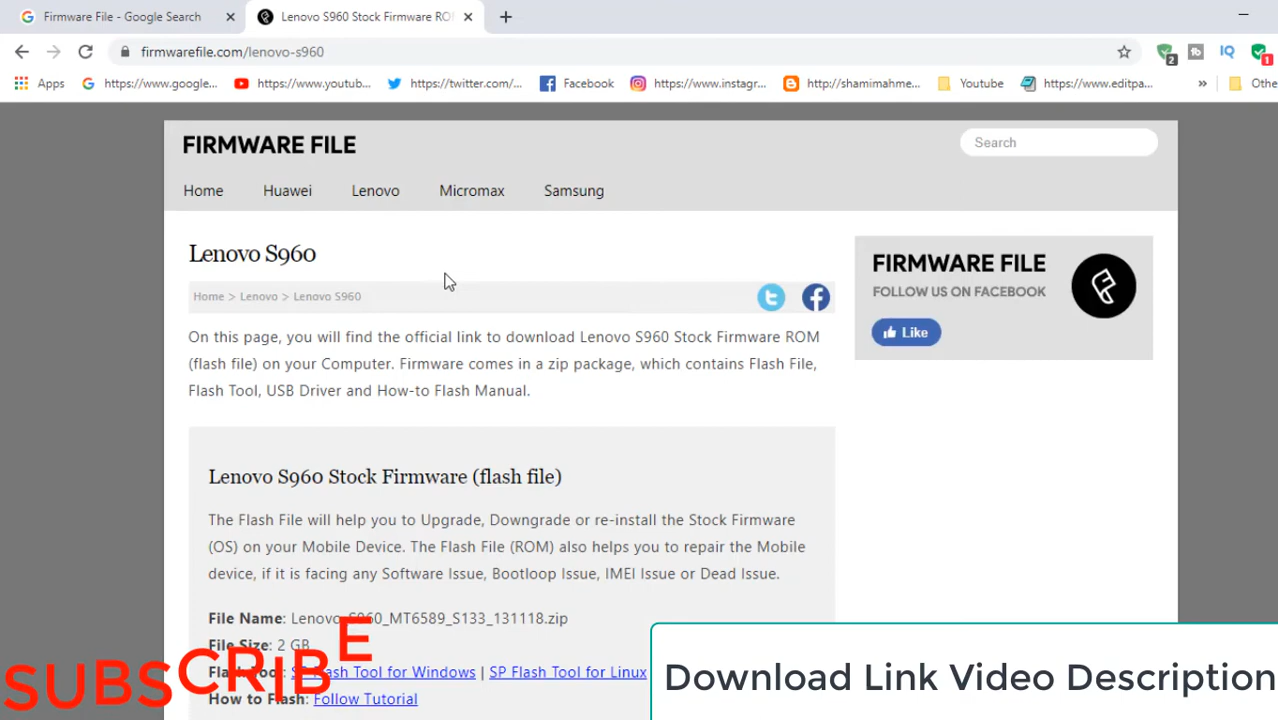 Firmware File - Google Search
Lenovo S960 Stock Firmware RO
firmwarefile.com/lenovo-s960
2
tb
IQ
1
Apps
https://www.google...
https://www.youtub...
https://twitter.com/...
Facebook
https://www.instagr...
http://shamimahme...
Youtube
https://www.editpa...
»
Othe
FIRMWARE FILE
Search
Home Huawei Lenovo Micromax Samsung
Lenovo S960
Home > Lenovo > Lenovo S960
On this page, you will find the official link to download Lenovo S960 Stock Firmware ROM
(flash file) on your Computer. Firmware comes in a zip package, which contains Flash File,
Flash Tool, USB Driver and How-to Flash Manual.
FIRMWARE FILE
FOLLOW US ON FACEBOOK
Like
Lenovo S960 Stock Firmware (flash file)
The Flash File will help you to Upgrade, Downgrade or re-install the Stock Firmware
(OS) on your Mobile Device. The Flash File (ROM) also helps you to repair the Mobile
device, if it is facing any Software Issue, Bootloop Issue, IMEI Issue or Dead Issue.
File Name: Lenovo_S960_MT6589_S133_131118.zip
File Size: 2 GB
Flash Tool: SP Flash Tool for Windows | SP Flash Tool for Linux
How to Flash: Follow Tutorial
SUBSCRIBE
Download Link Video Description